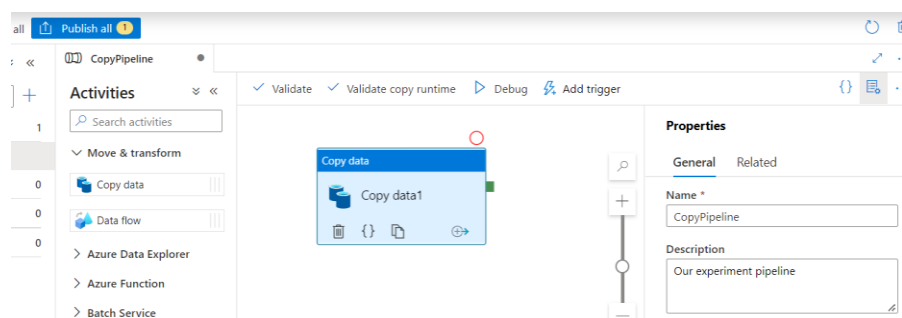 all Publish all 1
CopyPipeline
Activities
Validate Validate copy runtime Debug Add trigger
{}
1
Search activities
Properties
Move & transform
Copy data
General Related
0
Copy data
Copy data1
Name *
0
Data flow
CopyPipeline
0
{}
Azure Data Explorer
Description
Azure Function
Our experiment pipeline
Batch Service